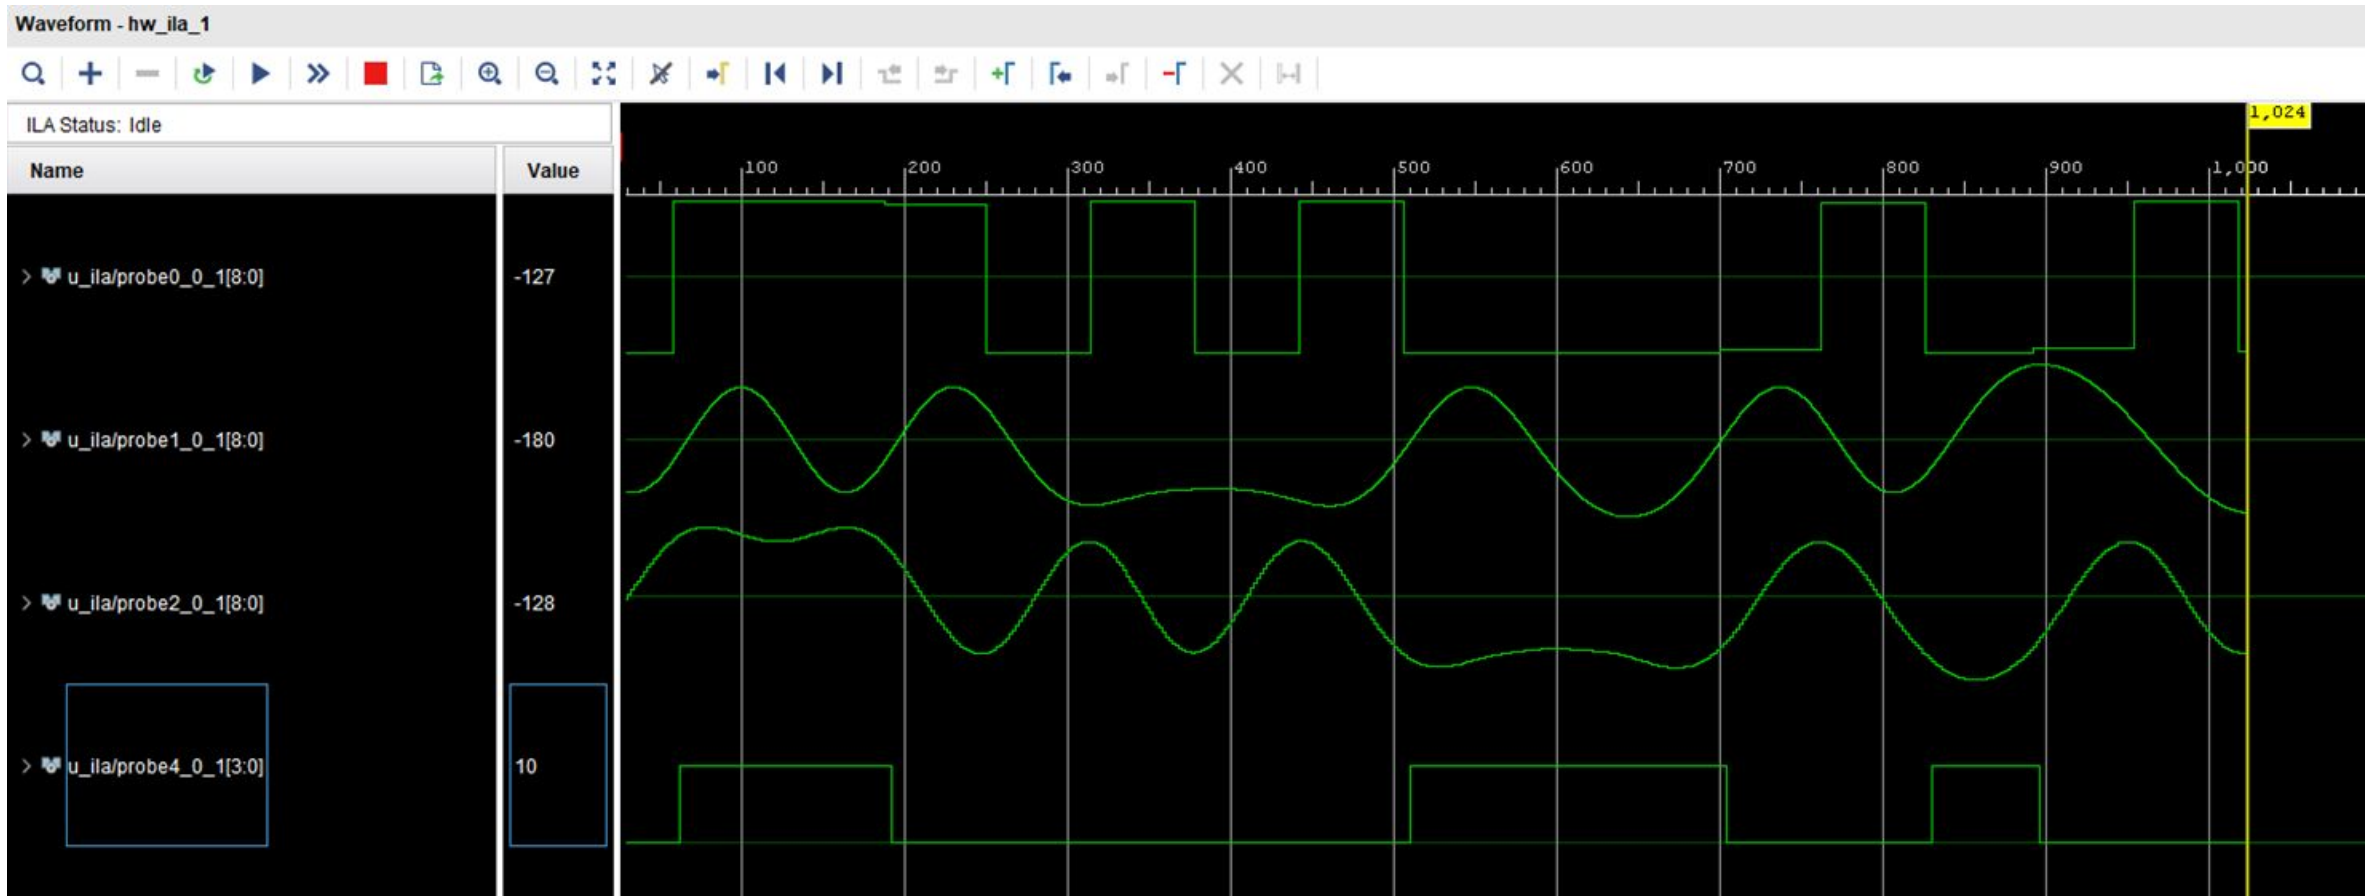 Waveform - hw_ila_1
ILA Status: Idle
1,024
Name
Value
100
200
300
400
500
600
700
800
900
1,000
u_ila/probe0_0_1[8:0]
-127
u_ila/probe1_0_1[8:0]
-180
u_ila/probe2_0_1[8:0]
-128
u_ila/probe4_0_1[3:0]
10